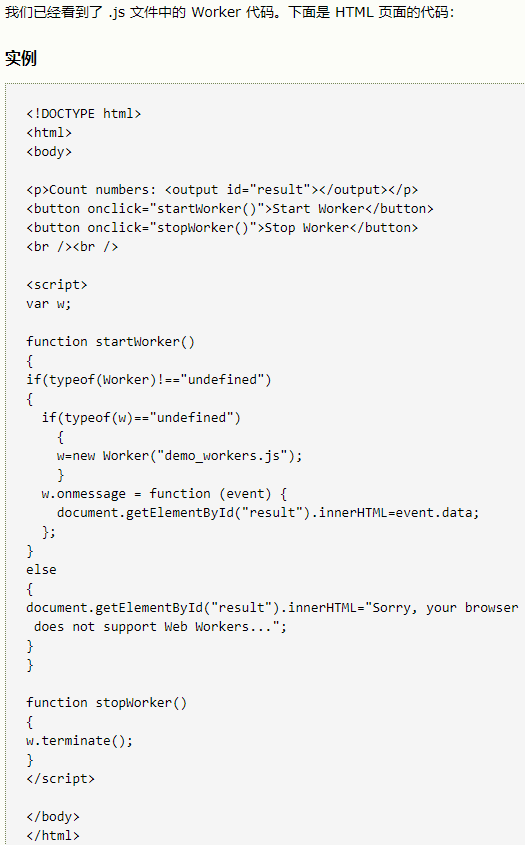 我们已经看到了 .js 文件中的 Worker 代码。下面是 HTML 页面的代码：
实例
<!DOCTYPE html>
<html>
<body>
<p>Count numbers: <output id="result"></output></p>
<button onclick="startWorker()">Start Worker</button>
<button onclick="stopWorker()">Stop Worker</button>
<br /><br />
<script>
var w;
function startWorker()
{
if(typeof(Worker)!=="undefined")
{
  if(typeof(w)=="undefined")
    {
    w=new Worker("demo_workers.js");
    }
  w.onmessage = function (event) {
    document.getElementById("result").innerHTML=event.data;
  };
}
else
{
document.getElementById("result").innerHTML="Sorry, your browser
 does not support Web Workers...";
}
}
function stopWorker()
{
w.terminate();
}
</script>
</body>
</html>